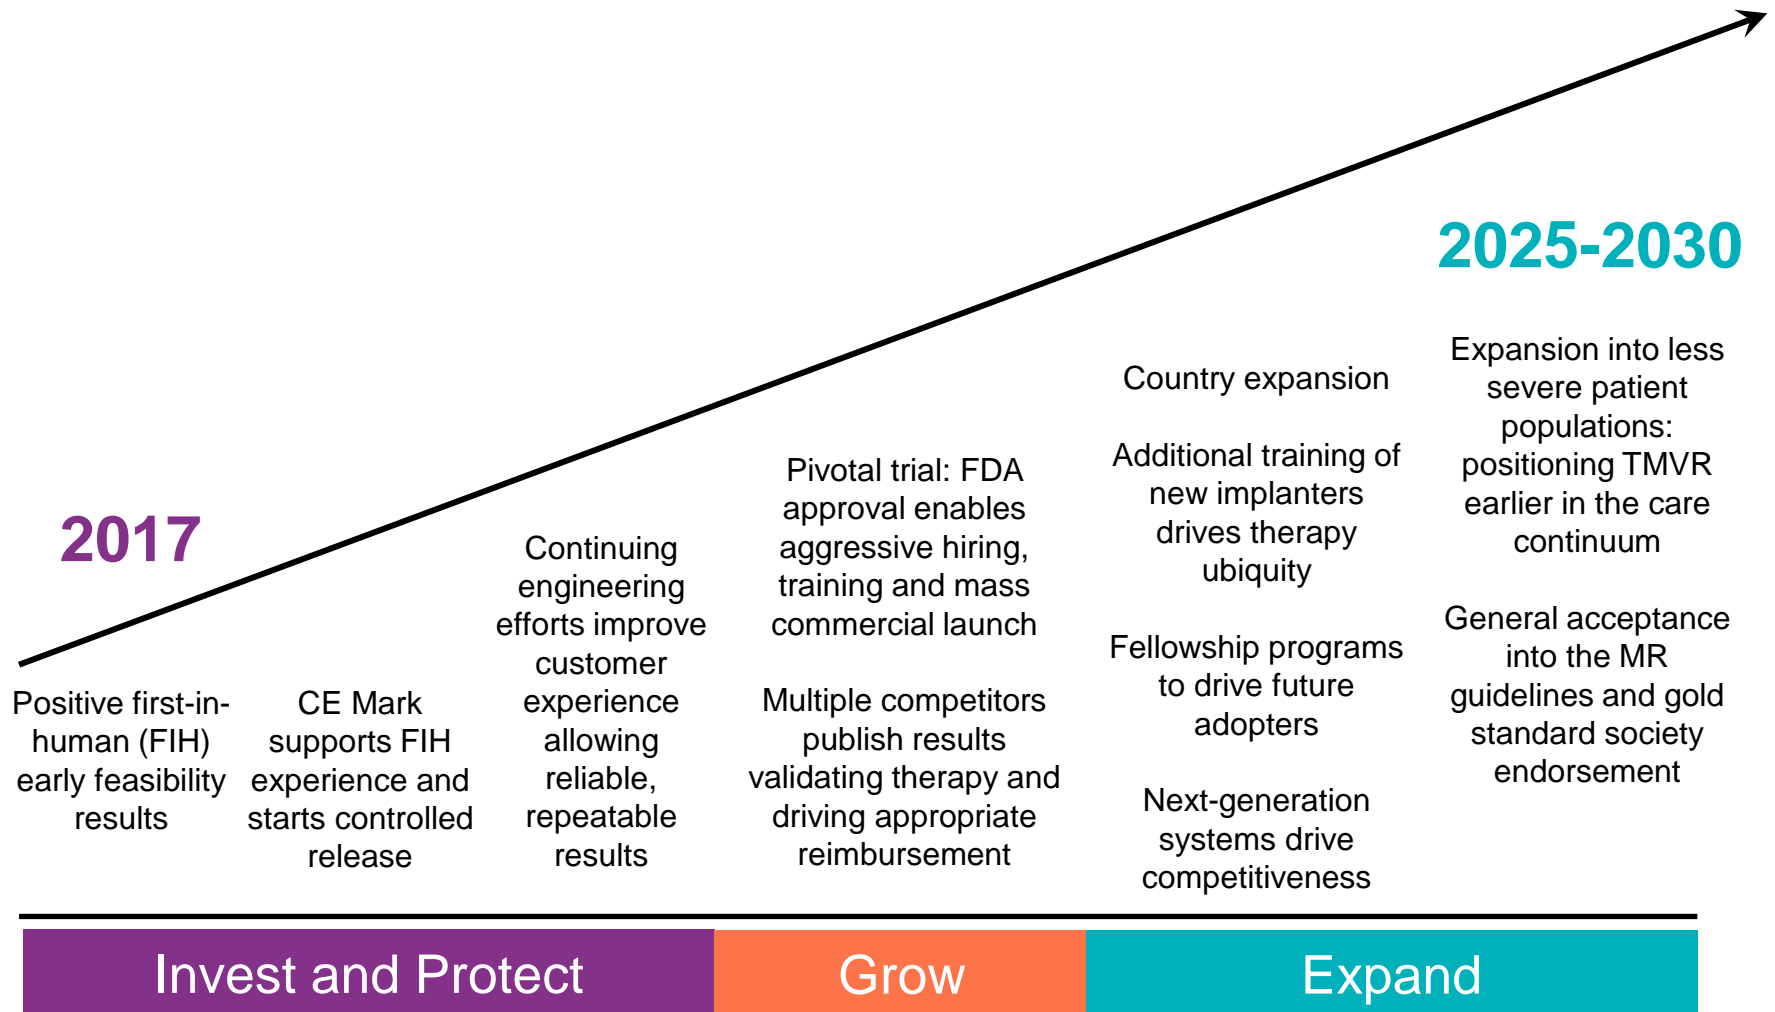 2017
Positive first-in-
human (FIH)
early feasibility
results
CE Mark
supports FIH
experience and
starts controlled
release
Continuing
engineering
efforts improve
customer
experience
allowing
reliable,
repeatable
results
Pivotal trial: FDA
approval enables
aggressive hiring,
training and mass
commercial launch
Multiple competitors
publish results
validating therapy and
driving appropriate
reimbursement
Country expansion
Additional training of
new implanters
drives therapy
ubiquity
Fellowship programs
to drive future
adopters
Next-generation
systems drive
competitiveness
2025-2030
Expansion into less
severe patient
populations:
positioning TMVR
earlier in the care
continuum
General acceptance
into the MR
guidelines and gold
standard society
endorsement
Invest and Protect
Grow
Expand